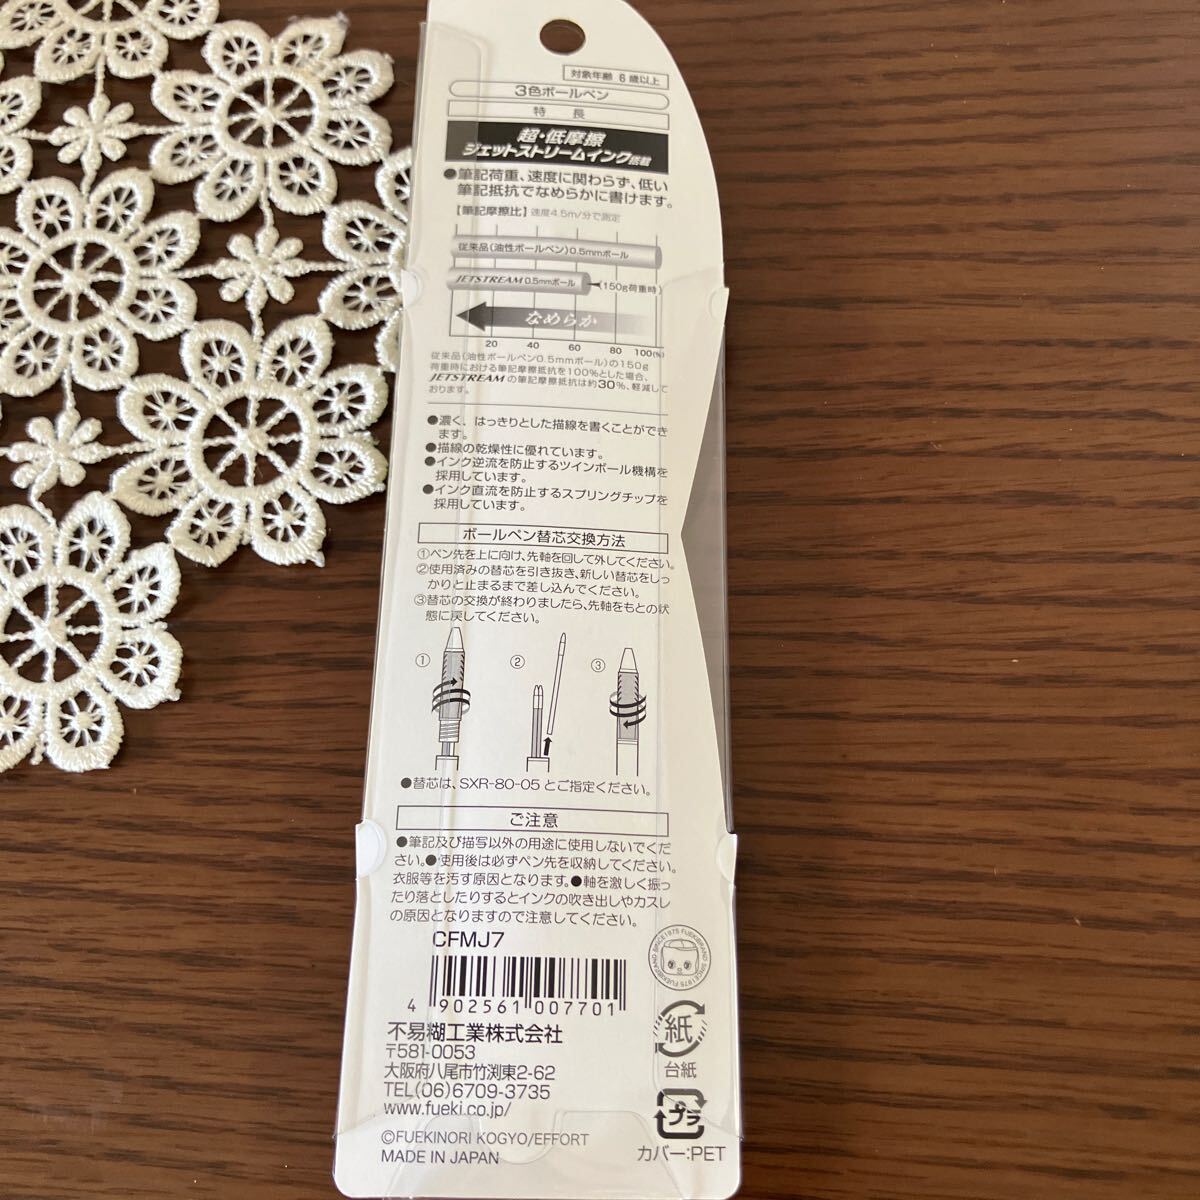 対象年齢 6歳以上
3色ボールペン
特 長
超・低摩擦
ジェットストリームインク搭載
●筆記荷重、速度に関わらず、低い
筆記抵抗でなめらかに書けます。
【筆記摩擦比】速度4.5m/分で測定
従来品(油性ボールペン)0.5mmボール
JETSTREAM 0.5mmボール (150g荷重時)
なめらか
20 40 60 80 100(%)
従来品(油性ボールペン0.5mmボール)の150g
荷重時における筆記摩擦抵抗を100%とした場合、
JETSTREAMの筆記摩擦抵抗は約30%、軽減して
おります。
●濃く、はっきりとした描線を書くことができ
ます。
●描線の乾燥性に優れています。
●インク逆流を防止するツインボール機構を
採用しています。
●インク直流を防止するスプリングチップを
採用しています。
ボールペン替芯交換方法
①ペン先を上に向け、先軸を回して外してください。
②使用済みの替芯を引き抜き、新しい替芯をしっ
かりと止まるまで差し込んでください。
③替芯の交換が終わりましたら、先軸をもとの状
態に戻してください。
① ② ③
●替芯は、SXR-80-05 とご指定ください。
ご注意
●筆記及び描写以外の用途に使用しないでくだ
さい。●使用後は必ずペン先を収納してください。
衣服等を汚す原因となります。●軸を激しく振っ
たり落としたりするとインクの吹き出しやカスレ
の原因となりますので注意してください。
CFMJ7
4 902561 007701
FUEKIBRAND SINCE1975 FUEKIBRAND SINCE1975
不易糊工業株式会社
〒581-0053
大阪府八尾市竹渕東2-62
TEL(06)6709-3735
www.fueki.co.jp/
紙
台紙
プラ
カバー:PET
©FUEKINORI KOGYO/EFFORT
MADE IN JAPAN